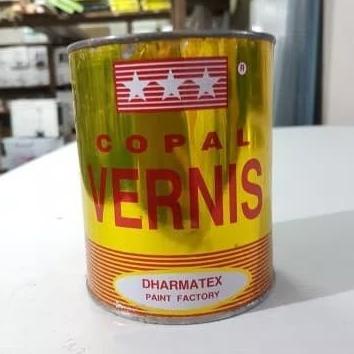 ®
COPAL
VERNIS
DHARMATEX
PAINT FACTORY